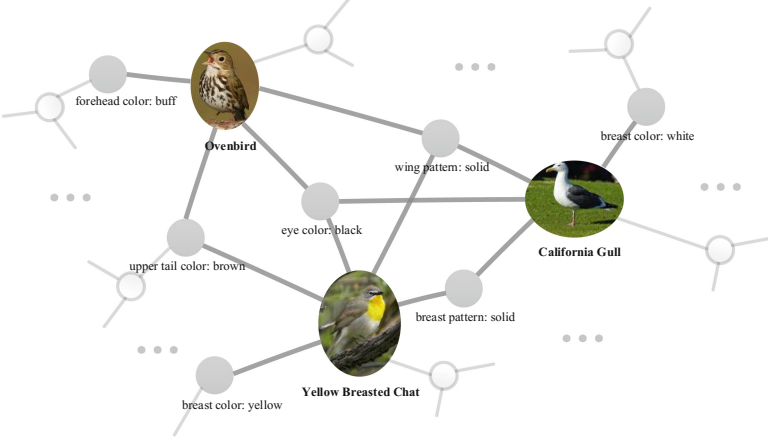 forehead color: buff
Ovenbird
breast color: white
wing pattern: solid
eye color: black
California Gull
upper tail color: brown
breast pattern: solid
Yellow Breasted Chat
breast color: yellow